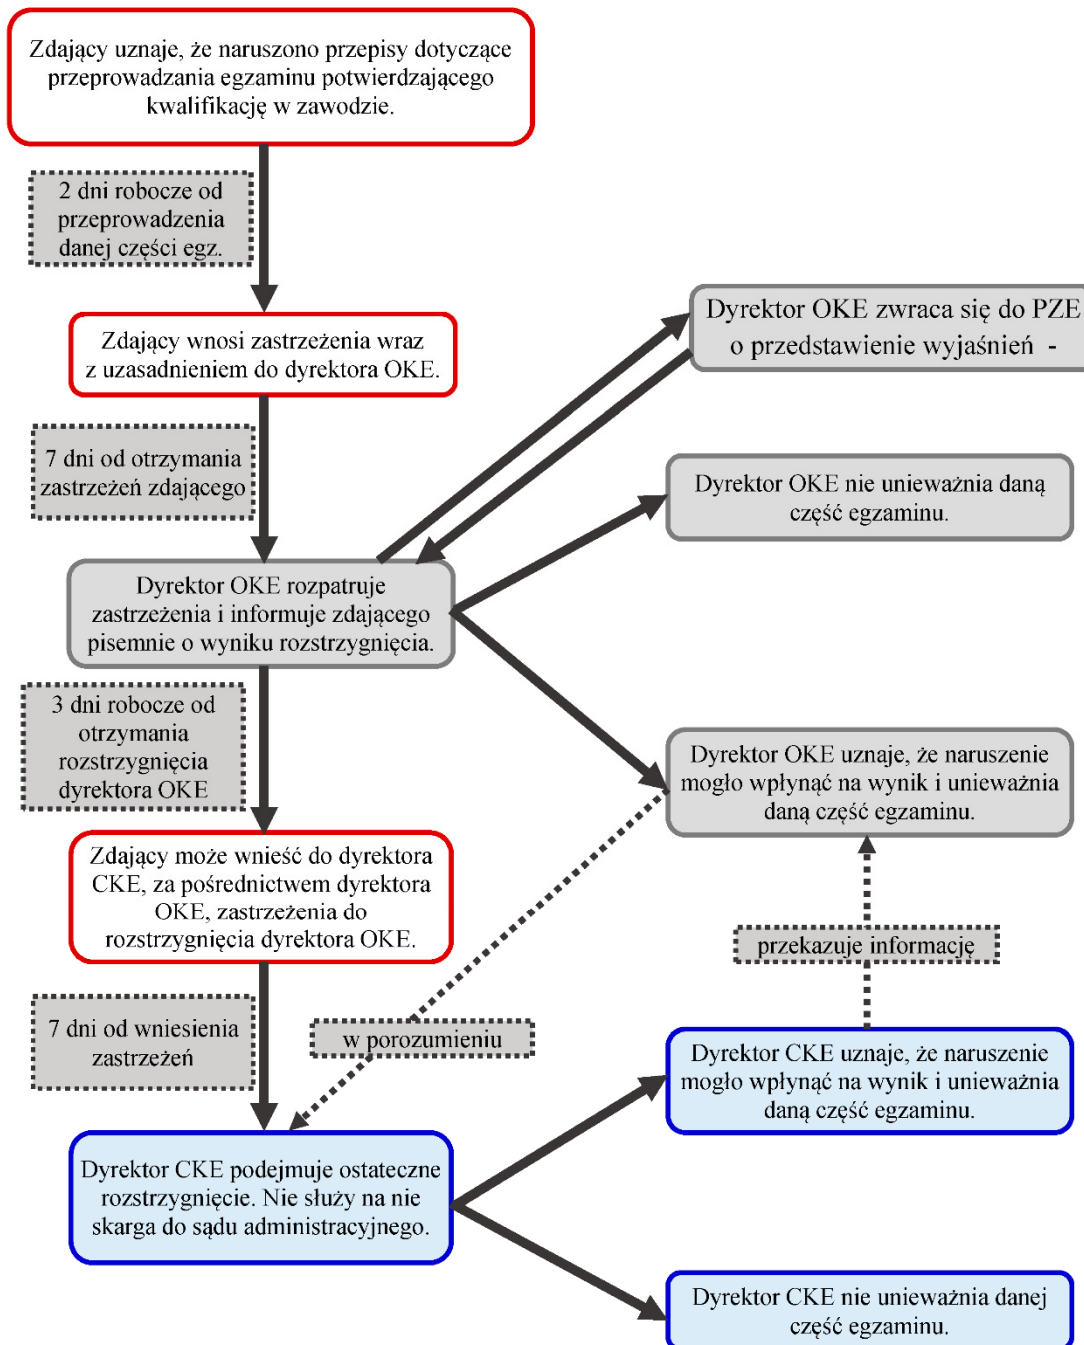 Zdający uznaje, że naruszono przepisy dotyczące
przeprowadzania egzaminu potwierdzającego
kwalifikację w zawodzie.
2 dni robocze od
przeprowadzenia
danej części egz.
Zdający wnosi zastrzeżenia wraz
z uzasadnieniem do dyrektora OKE.
Dyrektor OKE zwraca się do PZE
o przedstawienie wyjaśnień -
7 dni od otrzymania
zastrzeżeń zdającego
Dyrektor OKE nie unieważnia daną
część egzaminu.
Dyrektor OKE rozpatruje
zastrzeżenia i informuje zdającego
pisemnie o wyniku rozstrzygnięcia.
3 dni robocze od
otrzymania
rozstrzygnięcia
dyrektora OKE
Dyrektor OKE uznaje, że naruszenie
mogło wpłynąć na wynik i unieważnia
daną część egzaminu.
Zdający może wnieść do dyrektora
CKE, za pośrednictwem dyrektora
OKE, zastrzeżenia do
rozstrzygnięcia dyrektora OKE.
przekazuje informację
7 dni od wniesienia
zastrzeżeń
w porozumieniu
Dyrektor CKE uznaje, że naruszenie
mogło wpłynąć na wynik i unieważnia
daną część egzaminu.
Dyrektor CKE podejmuje ostateczne
rozstrzygnięcie. Nie służy na nie
skarga do sądu administracyjnego.
Dyrektor CKE nie unieważnia danej
część egzaminu.